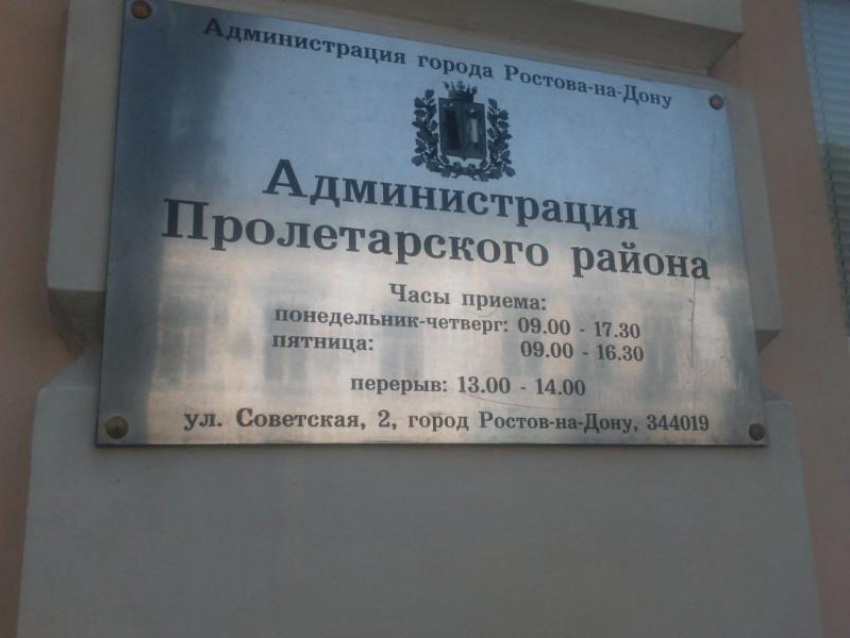 Администрация города Ростова-на-Дону
Администрация
Пролетарского района
Часы приема:
понедельник-четверг: 09.00 - 17.30
пятница: 09.00 - 16.30
перерыв: 13.00 - 14.00
ул. Советская, 2, город Ростов-на-Дону, 344019